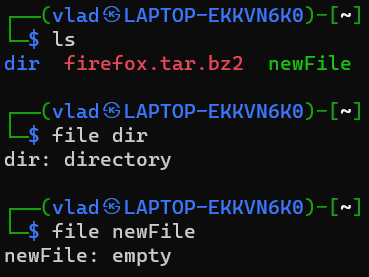 ┌──(vlad㉿LAPTOP-EKKVN6K0)-[~]
└─$ ls
dir  firefox.tar.bz2  newFile
┌──(vlad㉿LAPTOP-EKKVN6K0)-[~]
└─$ file dir
dir: directory
┌──(vlad㉿LAPTOP-EKKVN6K0)-[~]
└─$ file newFile
newFile: empty